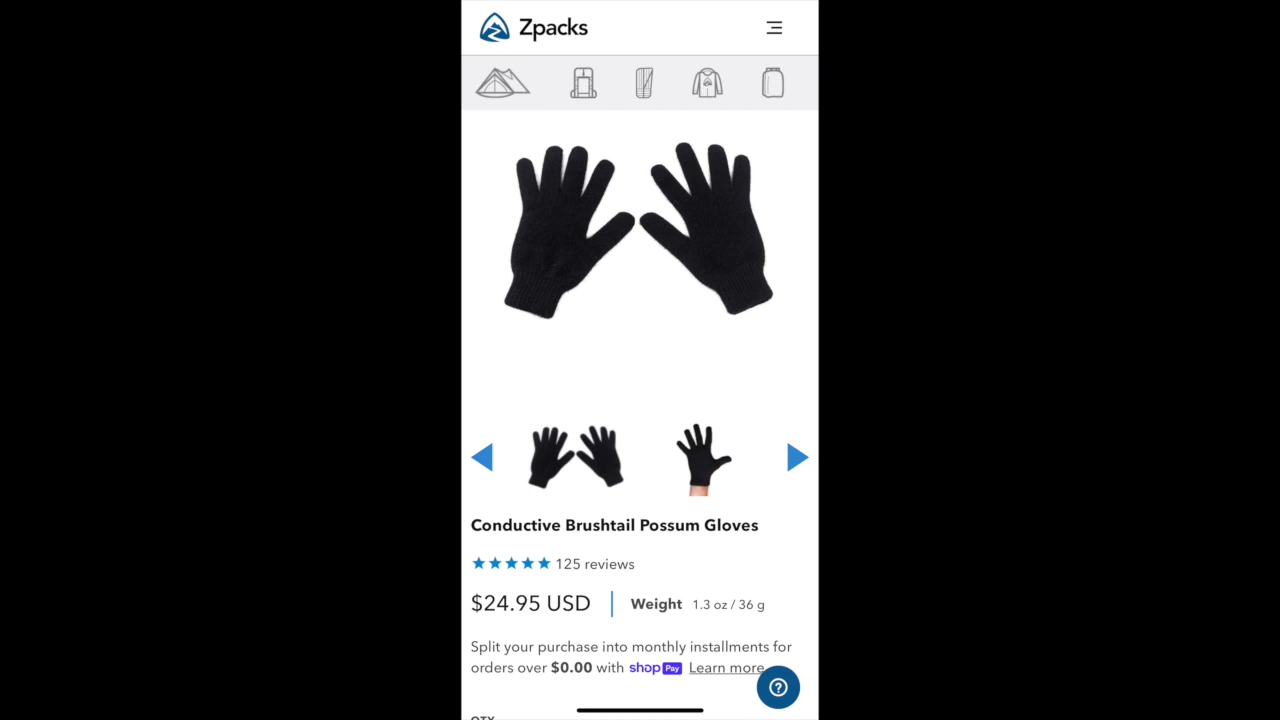 Zpacks
Conductive Brushtail Possum Gloves
125 reviews
$24.95 USD
Weight 1.3 oz / 36 g
Split your purchase into monthly installments for
orders over $0.00 with shop Pay Learn more
QTY